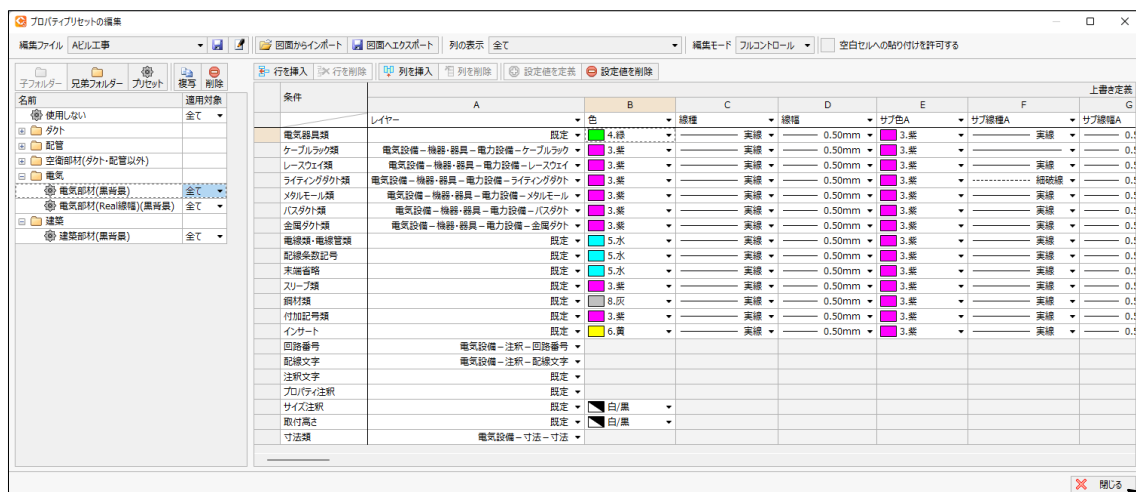 プロパティプリセットの編集
編集ファイル Aビル工事 図面からインポート 図面へエクスポート 列の表示 全て 編集モード フルコントロール 空白セルへの貼り付けを許可する
子フォルダー 兄弟フォルダー プリセット 複写 削除 行を挿入 行を削除 列を挿入 列を削除 設定値を定義 設定値を削除
名前 適用対象
使用しない 全て
ダクト
配管
空衛部材(ダクト・配管以外)
電気
電気部材(黒背景) 全て
電気部材(Real線幅)(黒背景) 全て
建築
建築部材(黒背景) 全て
条件 上書き定義
A B C D E F G
レイヤー 色 線種 線幅 サブ色A サブ線種A サブ線幅A
電気器具類 既定 4.緑 実線 0.50mm 3.紫 実線 0.5
ケーブルラック類 電気設備－機器・器具－電力設備－ケーブルラック 3.紫 実線 0.50mm 3.紫 0.5
レースウェイ類 電気設備－機器・器具－電力設備－レースウェイ 3.紫 実線 0.50mm 3.紫 実線 0.5
ライティングダクト類 電気設備－機器・器具－電力設備－ライティングダクト 3.紫 実線 0.50mm 3.紫 細破線 0.5
メタルモール類 電気設備－機器・器具－電力設備－メタルモール 3.紫 実線 0.50mm 3.紫 実線 0.5
バスダクト類 電気設備－機器・器具－電力設備－バスダクト 3.紫 実線 0.50mm 3.紫 実線 0.5
金属ダクト類 電気設備－機器・器具－電力設備－金属ダクト 3.紫 実線 0.50mm 3.紫 実線 0.5
電線類・電線管類 既定 5.水 実線 0.50mm 3.紫 実線 0.5
配線条数記号 既定 5.水 実線 0.50mm 3.紫 実線 0.5
末端省略 既定 5.水 実線 0.50mm 3.紫 実線 0.5
スリーブ類 既定 3.紫 実線 0.50mm 3.紫 実線 0.5
鋼材類 既定 8.灰 実線 0.50mm 3.紫 実線 0.5
付加記号類 既定 3.紫 実線 0.50mm 3.紫 実線 0.5
インサート 既定 6.黄 実線 0.50mm 3.紫 実線 0.5
回路番号 電気設備－注釈－回路番号
配線文字 電気設備－注釈－配線文字
注釈文字 既定
プロパティ注釈 既定
サイズ注釈 既定 白/黒
取付高さ 既定 白/黒
寸法類 電気設備－寸法－寸法
閉じる